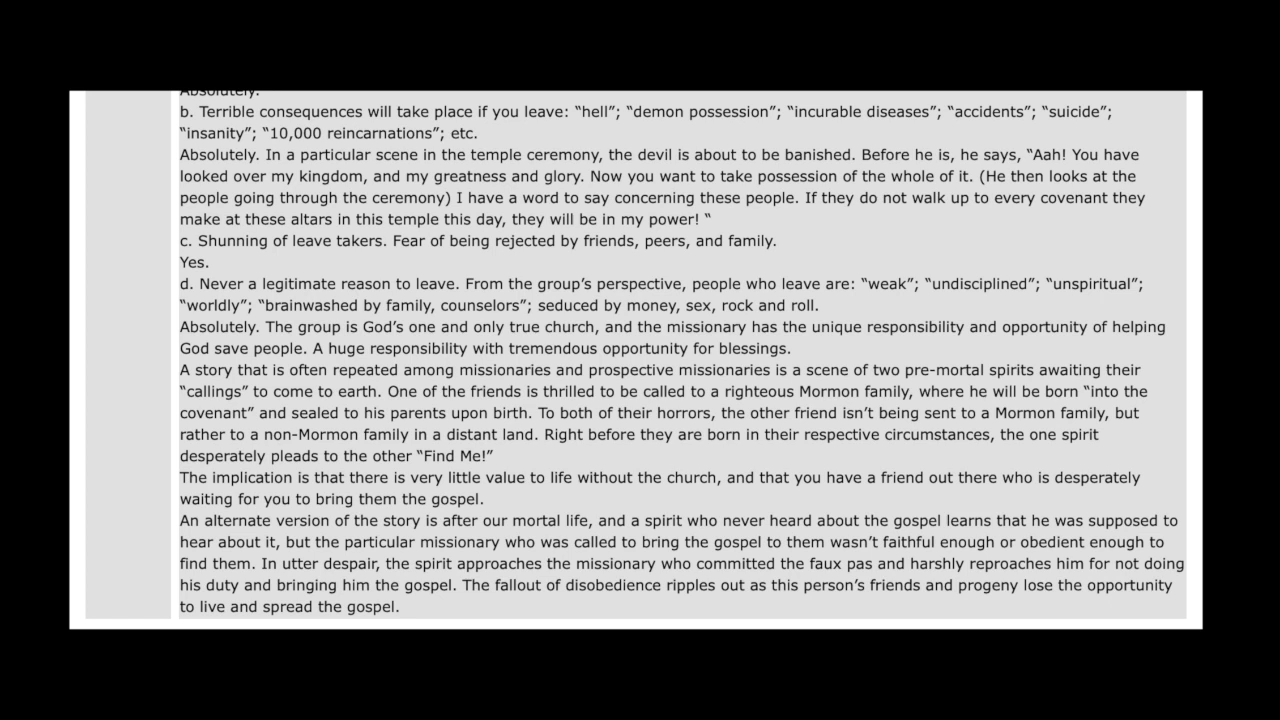 Absolutely.
b. Terrible consequences will take place if you leave: “hell”; “demon possession”; “incurable diseases”; “accidents”; “suicide”;
“insanity”; “10,000 reincarnations”; etc.
Absolutely. In a particular scene in the temple ceremony, the devil is about to be banished. Before he is, he says, “Aah! You have
looked over my kingdom, and my greatness and glory. Now you want to take possession of the whole of it. (He then looks at the
people going through the ceremony) I have a word to say concerning these people. If they do not walk up to every covenant they
make at these altars in this temple this day, they will be in my power! “
c. Shunning of leave takers. Fear of being rejected by friends, peers, and family.
Yes.
d. Never a legitimate reason to leave. From the group’s perspective, people who leave are: “weak”; “undisciplined”; “unspiritual”;
“worldly”; “brainwashed by family, counselors”; seduced by money, sex, rock and roll.
Absolutely. The group is God’s one and only true church, and the missionary has the unique responsibility and opportunity of helping
God save people. A huge responsibility with tremendous opportunity for blessings.
A story that is often repeated among missionaries and prospective missionaries is a scene of two pre-mortal spirits awaiting their
“callings” to come to earth. One of the friends is thrilled to be called to a righteous Mormon family, where he will be born “into the
covenant” and sealed to his parents upon birth. To both of their horrors, the other friend isn’t being sent to a Mormon family, but
rather to a non-Mormon family in a distant land. Right before they are born in their respective circumstances, the one spirit
desperately pleads to the other “Find Me!”
The implication is that there is very little value to life without the church, and that you have a friend out there who is desperately
waiting for you to bring them the gospel.
An alternate version of the story is after our mortal life, and a spirit who never heard about the gospel learns that he was supposed to
hear about it, but the particular missionary who was called to bring the gospel to them wasn’t faithful enough or obedient enough to
find them. In utter despair, the spirit approaches the missionary who committed the faux pas and harshly reproaches him for not doing
his duty and bringing him the gospel. The fallout of disobedience ripples out as this person’s friends and progeny lose the opportunity
to live and spread the gospel.